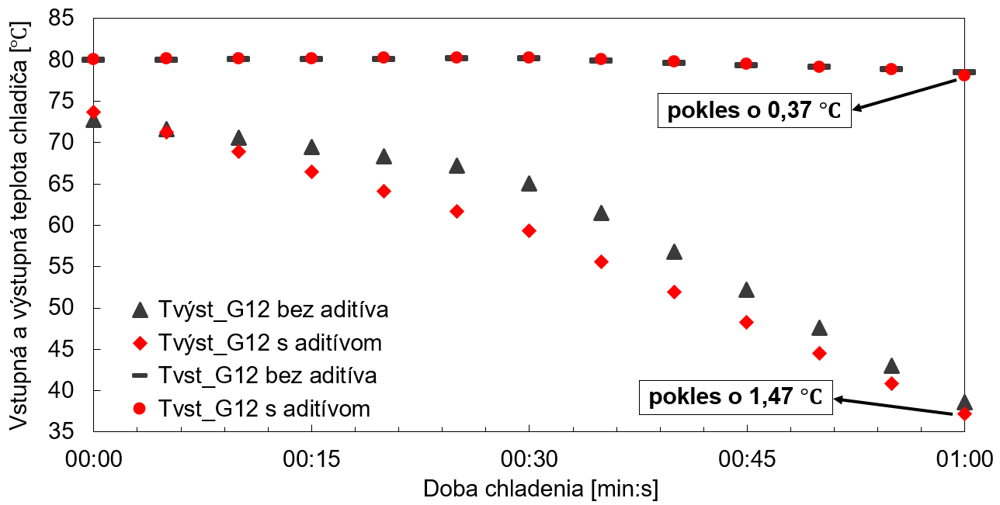 Vstupná a výstupná teplota chladiča [℃]
85
80
75
70
65
60
55
50
45
40
35
pokles o 0,37 ℃
Tvýst_G12 bez aditíva
Tvýst_G12 s aditívom
Tvst_G12 bez aditíva
Tvst_G12 s aditívom
pokles o 1,47 ℃
00:00
00:15
00:30
00:45
01:00
Doba chladenia [min:s]